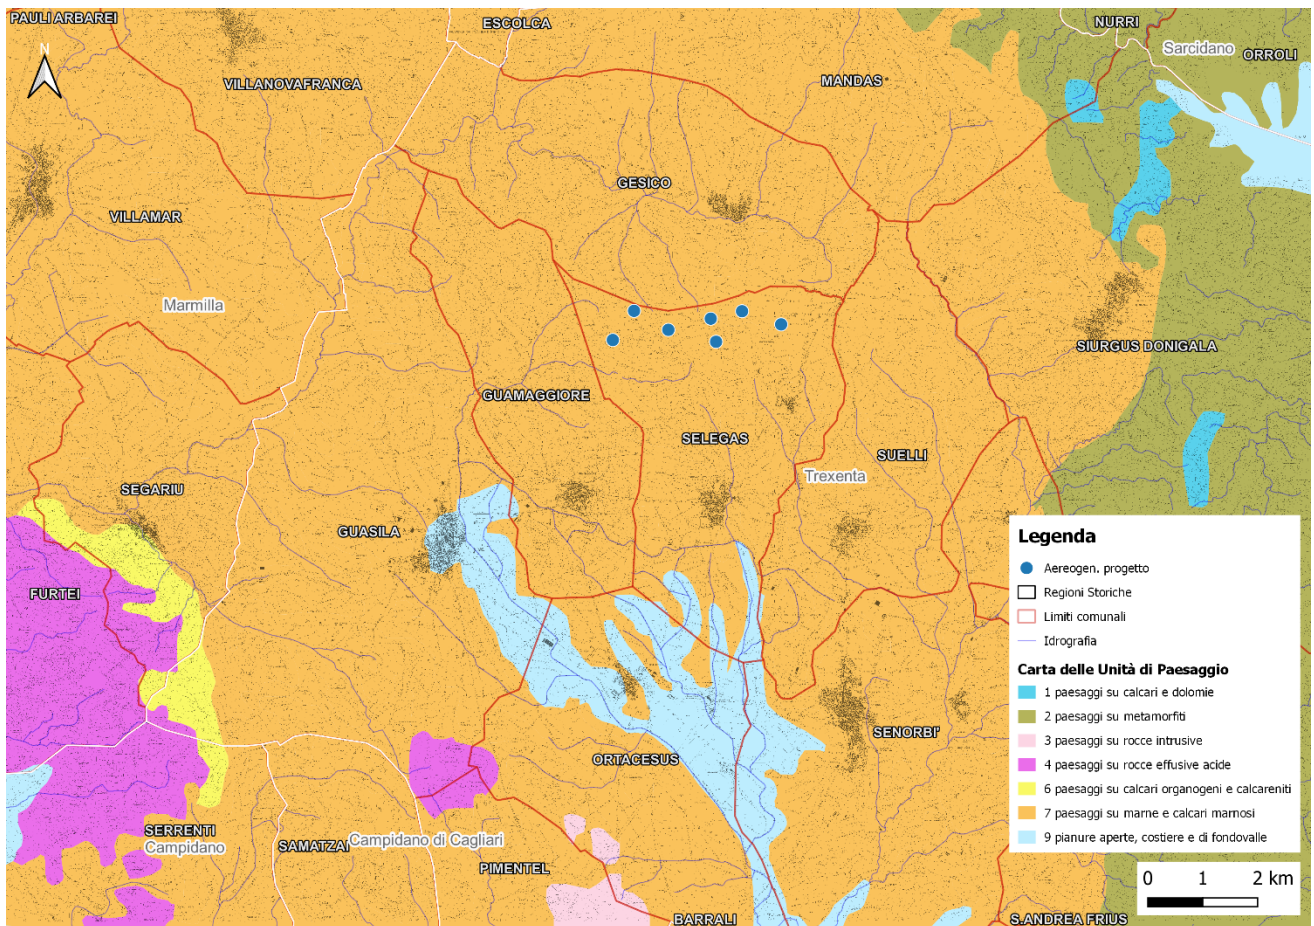 PAULI ARBAREI
ESCOLCA
NURRI
Sarcidano
ORROLI
N
VILLANOVAFRANCA
MANDAS
GESICO
VILLAMAR
Marmilla
SIURGUS DONIGALA
GUAMAGGIORE
SELEGAS
SUELLI
Trexenta
SEGARIU
GUASILA
FURTEI
SENORBI'
ORTACESUS
SERRENTI
Campidano
SAMATZAI
Campidano di Cagliari
PIMENTEL
BARRALI
S.ANDREA FRIUS
Legenda
Aereogen. progetto
Regioni Storiche
Limiti comunali
Idrografia
Carta delle Unità di Paesaggio
1 paesaggi su calcari e dolomie
2 paesaggi su metamorfiti
3 paesaggi su rocce intrusive
4 paesaggi su rocce effusive acide
6 paesaggi su calcari organogeni e calcareniti
7 paesaggi su marne e calcari marnosi
9 pianure aperte, costiere e di fondovalle
0 1 2 km